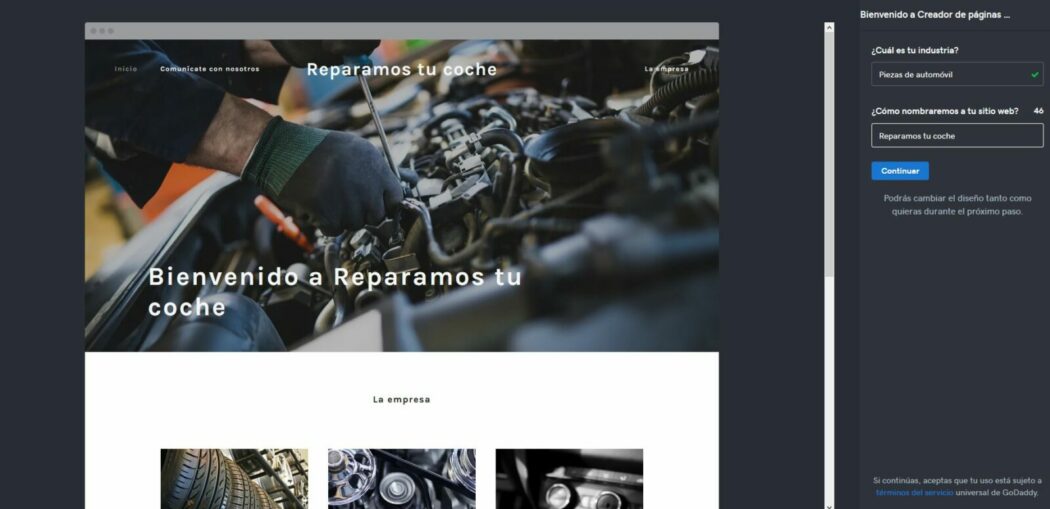 Inicio
Comunícate con nosotros
Reparamos tu coche
La empresa
Bienvenido a Reparamos tu
coche
La empresa
Bienvenido a Creador de páginas ...
¿Cuál es tu industria?
Piezas de automóvil
¿Cómo nombraremos a tu sitio web? 46
Reparamos tu coche
Continuar
Podrás cambiar el diseño tanto como
quieras durante el próximo paso.
Si continúas, aceptas que tu uso está sujeto a
términos del servicio universal de GoDaddy.